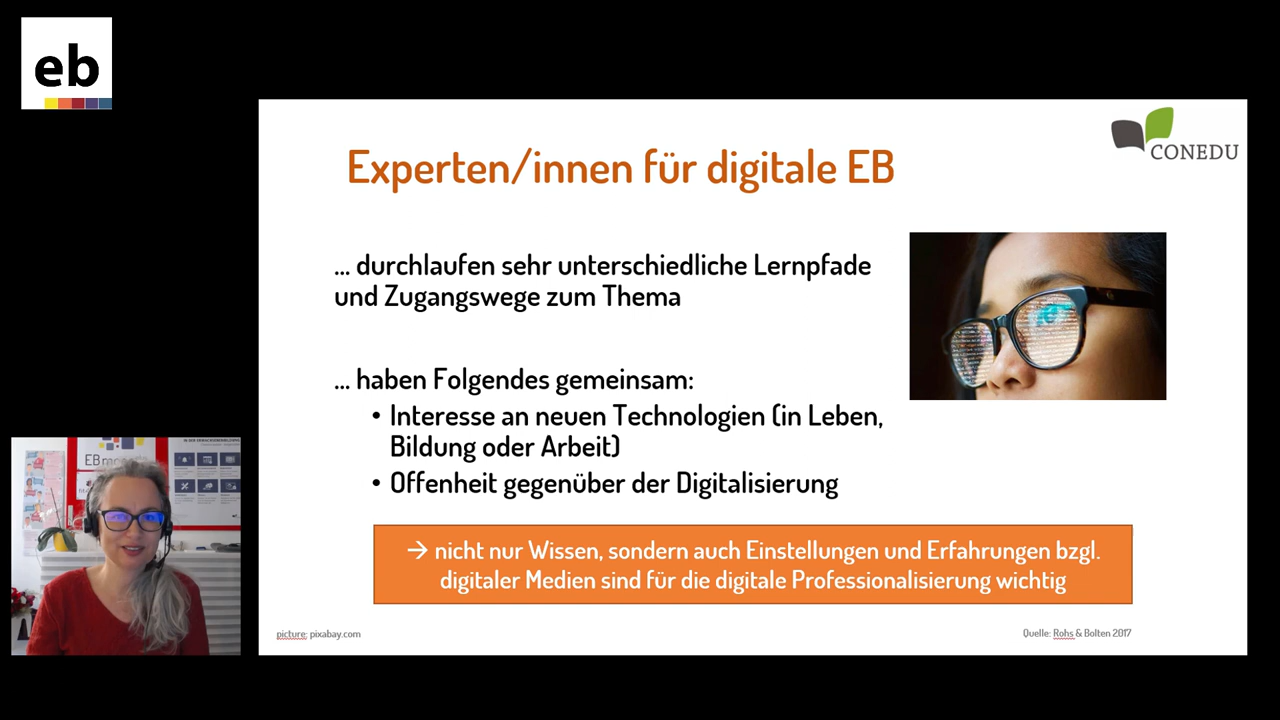 eb
CONEDU
Experten/innen für digitale EB
... durchlaufen sehr unterschiedliche Lernpfade
und Zugangswege zum Thema
... haben Folgendes gemeinsam:
• Interesse an neuen Technologien (in Leben,
Bildung oder Arbeit)
• Offenheit gegenüber der Digitalisierung
→ nicht nur Wissen, sondern auch Einstellungen und Erfahrungen bzgl.
digitaler Medien sind für die digitale Professionalisierung wichtig
picture: pixabay.com
Quelle: Rohs & Bolten 2017
EB